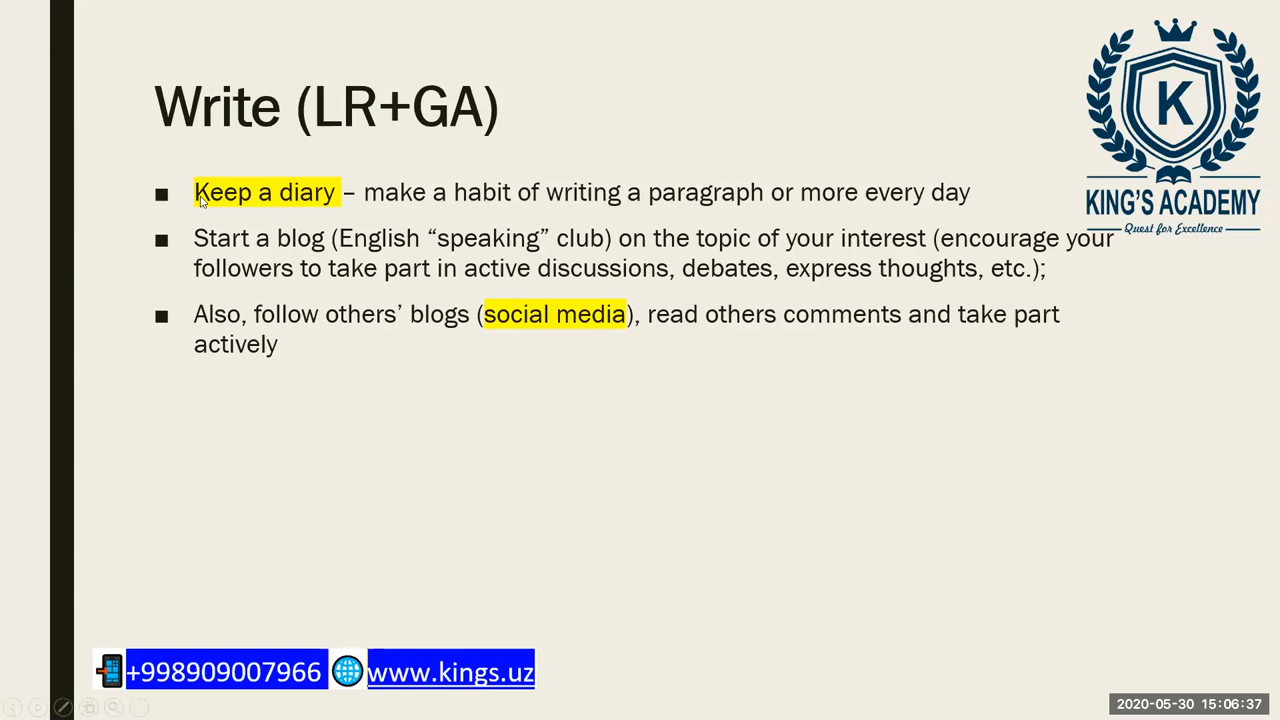 Write (LR+GA)
K
KING'S ACADEMY
Quest for Excellence
■ Keep a diary – make a habit of writing a paragraph or more every day
■ Start a blog (English “speaking” club) on the topic of your interest (encourage your
followers to take part in active discussions, debates, express thoughts, etc.);
■ Also, follow others’ blogs (social media), read others comments and take part
actively
+998909007966 www.kings.uz
2020-05-30 15:06:37